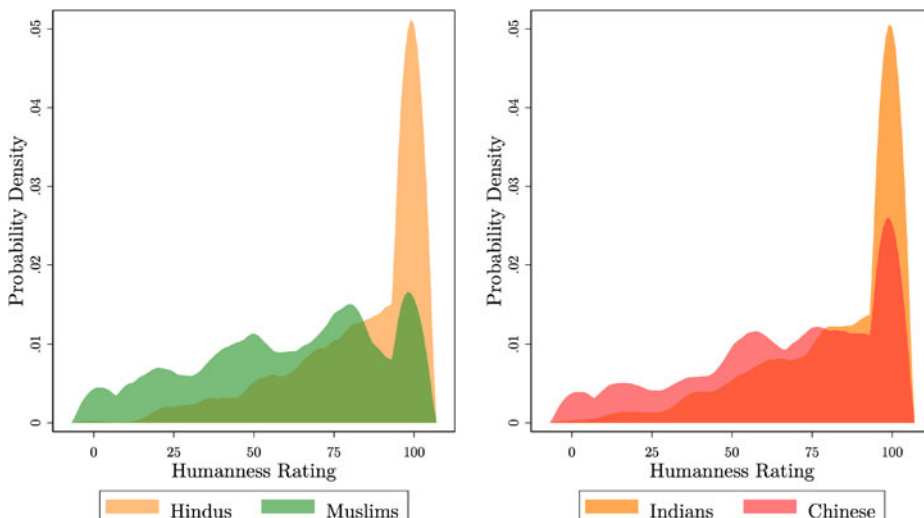 Probability Density
.05
.04
.03
.02
.01
0
0 25 50 75 100
Humanness Rating
Hindus Muslims
Probability Density
.05
.04
.03
.02
.01
0
0 25 50 75 100
Humanness Rating
Indians Chinese